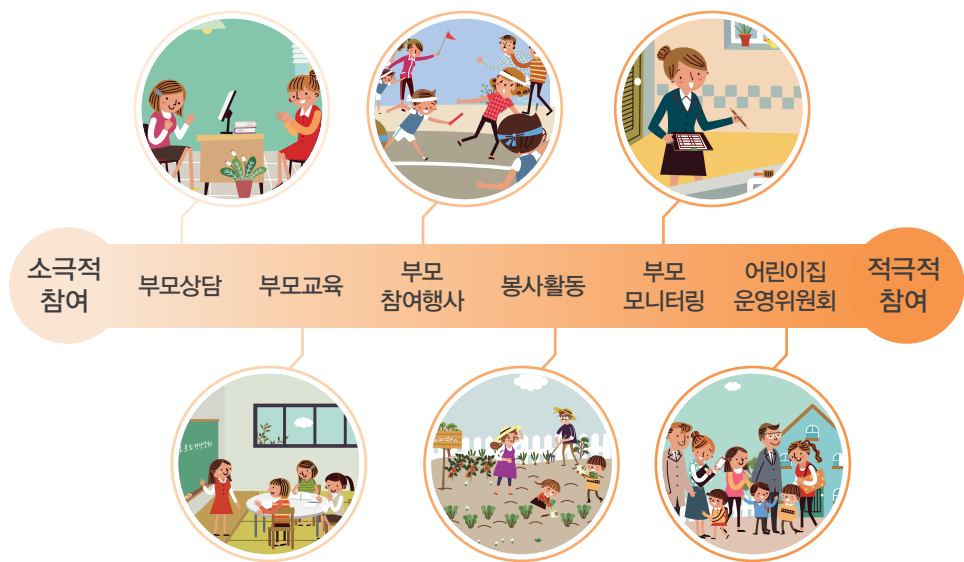 소극적
참여
부모상담
부모교육
부모
참여행사
봉사활동
부모
모니터링
어린이집
운영위원회
적극적
참여
Garden